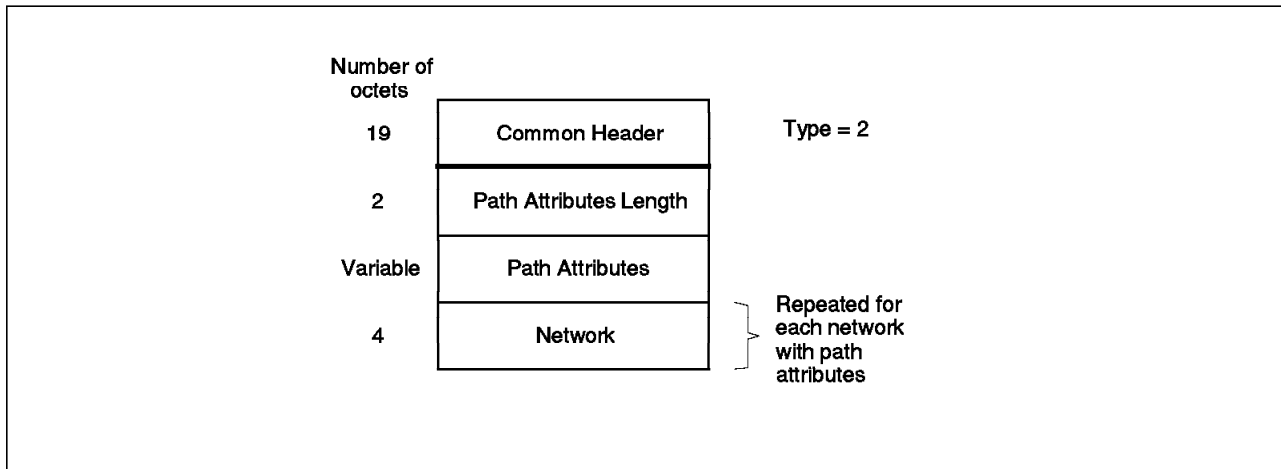 Number of
octets
19
Common Header
Type = 2
2
Path Attributes Length
Variable
Path Attributes
4
Network
Repeated for
each network
with path
attributes